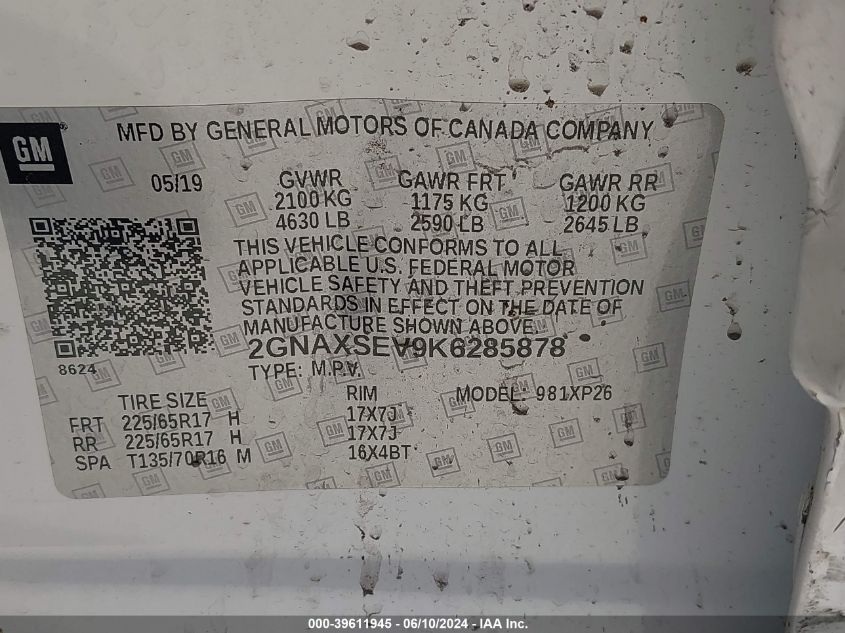 GM
MFD BY GENERAL MOTORS OF CANADA COMPANY
05/19 GVWR GAWR FRT GAWR RR
2100 KG 1175 KG 1200 KG
4630 LB 2590 LB 2645 LB
THIS VEHICLE CONFORMS TO ALL
APPLICABLE U.S. FEDERAL MOTOR
VEHICLE SAFETY AND THEFT PREVENTION
STANDARDS IN EFFECT ON THE DATE OF
MANUFACTURE SHOWN ABOVE.
2GNAXSEV9K6285878
8624 TYPE: M.P.V.
TIRE SIZE RIM MODEL: 981XP26
FRT 225/65R17 H 17X7J
RR 225/65R17 H 17X7J
SPA T135/70R16 M 16X4BT
000-39611945 - 06/10/2024 - IAA Inc.